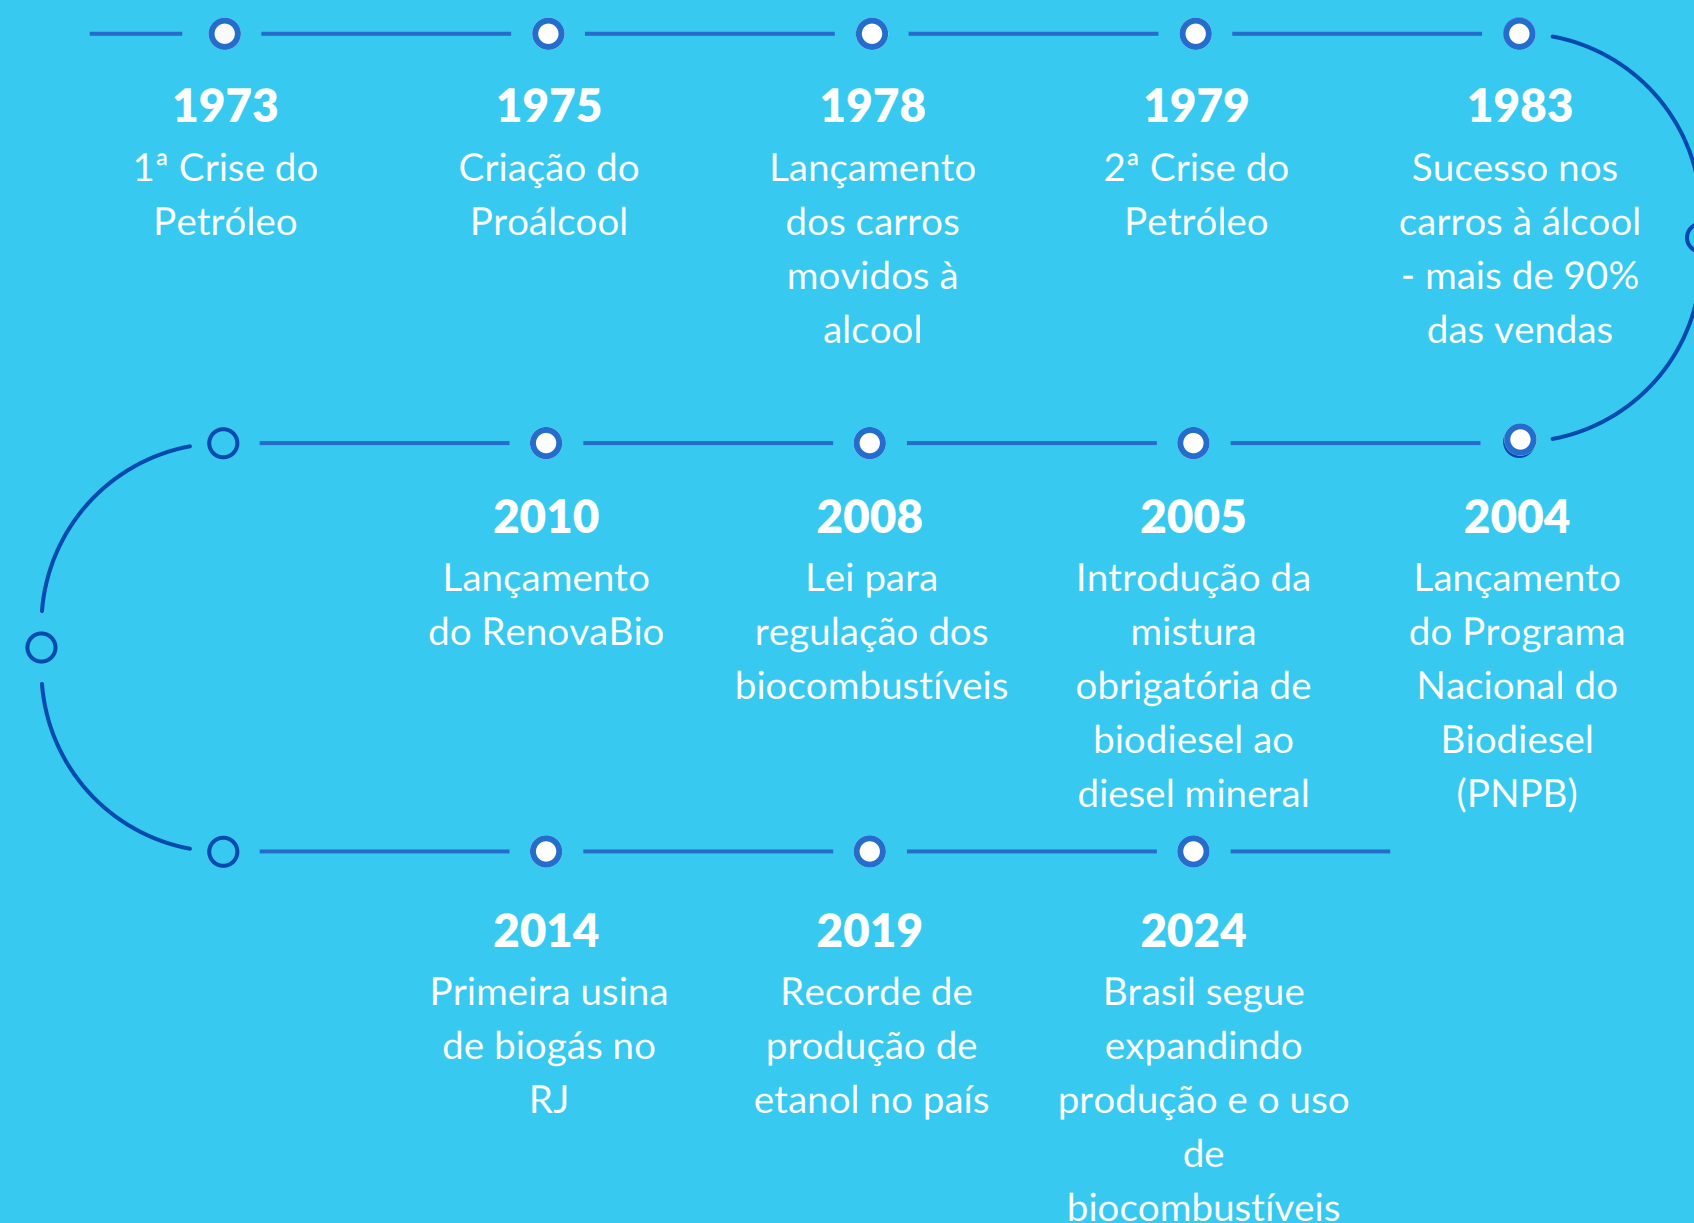 1973
1ª Crise do
Petróleo
1975
Criação do
Proálcool
1978
Lançamento
dos carros
movidos à
alcool
1979
2ª Crise do
Petróleo
1983
Sucesso nos
carros à álcool
- mais de 90%
das vendas
2004
Lançamento
do Programa
Nacional do
Biodiesel
(PNPB)
2005
Introdução da
mistura
obrigatória de
biodiesel ao
diesel mineral
2008
Lei para
regulação dos
biocombustíveis
2010
Lançamento
do RenovaBio
2014
Primeira usina
de biogás no
RJ
2019
Recorde de
produção de
etanol no país
2024
Brasil segue
expandindo
produção e o uso
de
biocombustíveis